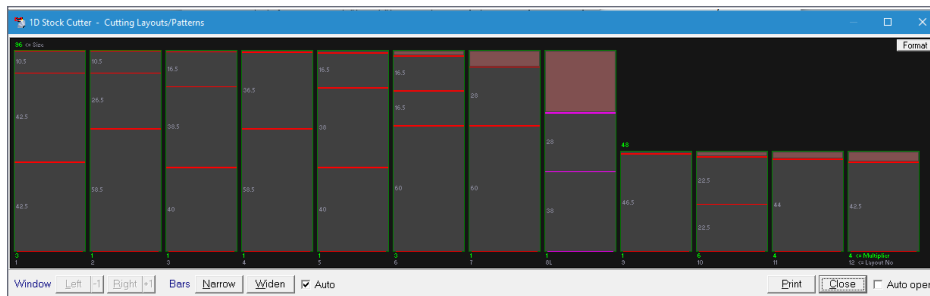 1D Stock Cutter - Cutting Layouts/Patterns
96 <= Size
Format
10.5 10.5 16.5 36.5 16.5 16.5 28
42.5 26.5 38.5 38 16.5
28
48
42.5 58.5 40 58.5 40 60 60 38 46.5 22.5 44 42.5
22.5
3 1 1 1 1 3 1 1 1 6 4 4 <= Multiplier
1 2 3 4 5 6 7 8L 9 10 11 12 <= Layout No
Window Left -1 Right +1 Bars Narrow Widen Auto Print Close Auto open